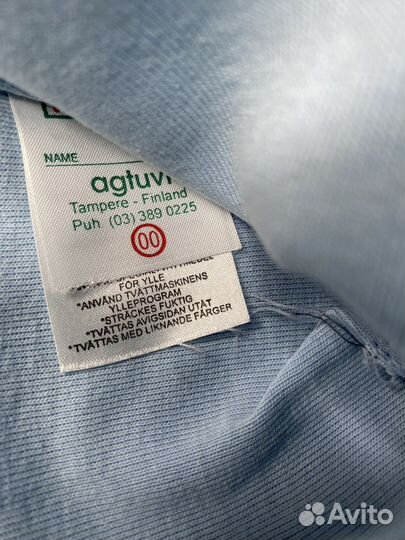 NAME
agtuvi
Tampere - Finland
Puh. (03) 389 0225
00
FÖR YLLE
*ANVÄND TVÄTTMASKINENS
YLLEPROGRAM
*STRÄCKES FUKTIG
*TVÄTTAS AVIGSIDAN UTÅT
*TVÄTTAS MED LIKNANDE FÄRGER
Avito